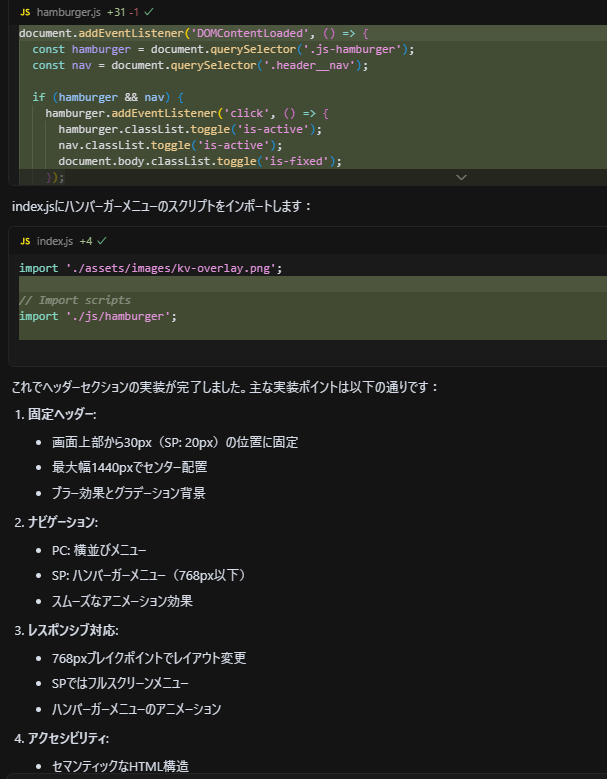 JS hamburger.js +31 -1 ✓
document.addEventListener('DOMContentLoaded', () => {
  const hamburger = document.querySelector('.js-hamburger');
  const nav = document.querySelector('.header__nav');

  if (hamburger && nav) {
    hamburger.addEventListener('click', () => {
      hamburger.classList.toggle('is-active');
      nav.classList.toggle('is-active');
      document.body.classList.toggle('is-fixed');
    });
index.jsにハンバーガーメニューのスクリプトをインポートします：
JS index.js +4 ✓
import './assets/images/kv-overlay.png';

// Import scripts
import './js/hamburger';
これでヘッダーセクションの実装が完了しました。主な実装ポイントは以下の通りです：
1. 固定ヘッダー:
• 画面上部から30px（SP: 20px）の位置に固定
• 最大幅1440pxでセンター配置
• ブラー効果とグラデーション背景
2. ナビゲーション:
• PC: 横並びメニュー
• SP: ハンバーガーメニュー（768px以下）
• スムーズなアニメーション効果
3. レスポンシブ対応:
• 768pxブレイクポイントでレイアウト変更
• SPではフルスクリーンメニュー
• ハンバーガーメニューのアニメーション
4. アクセシビリティ:
• セマンティックなHTML構造